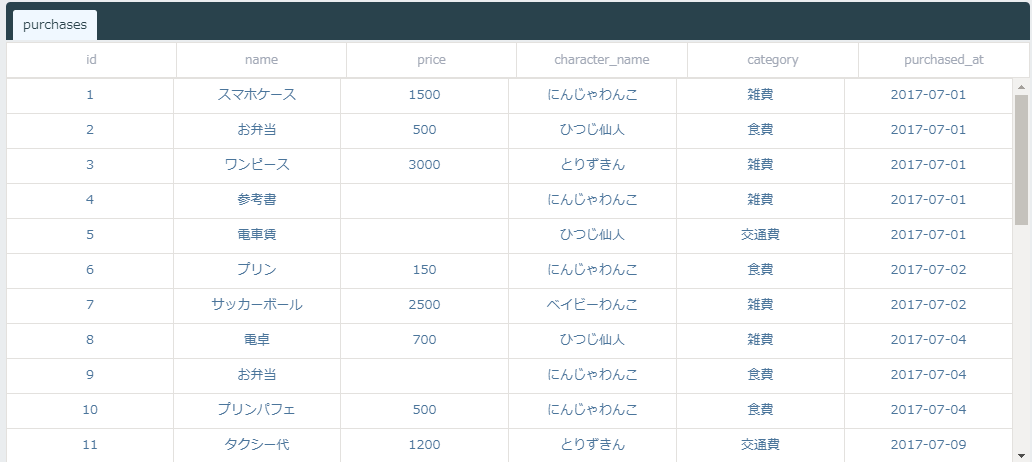 purchases
id name price character_name category purchased_at
1 スマホケース 1500 にんじゃわんこ 雑費 2017-07-01
2 お弁当 500 ひつじ仙人 食費 2017-07-01
3 ワンピース 3000 とりずきん 雑費 2017-07-01
4 参考書 にんじゃわんこ 雑費 2017-07-01
5 電車賃 ひつじ仙人 交通費 2017-07-01
6 プリン 150 にんじゃわんこ 食費 2017-07-02
7 サッカーボール 2500 ベイビーわんこ 雑費 2017-07-02
8 電卓 700 ひつじ仙人 雑費 2017-07-04
9 お弁当 にんじゃわんこ 食費 2017-07-04
10 プリンパフェ 500 にんじゃわんこ 食費 2017-07-04
11 タクシー代 1200 とりずきん 交通費 2017-07-09